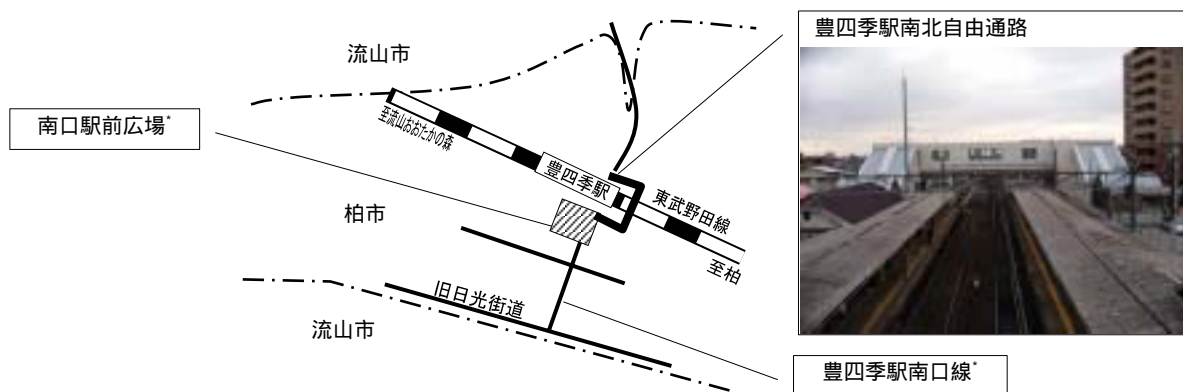 豊四季駅南北自由通路
流山市
南口駅前広場*
至流山おおたかの森
豊四季駅
東武野田線
柏市
至柏
旧日光街道
流山市
豊四季駅南口線*